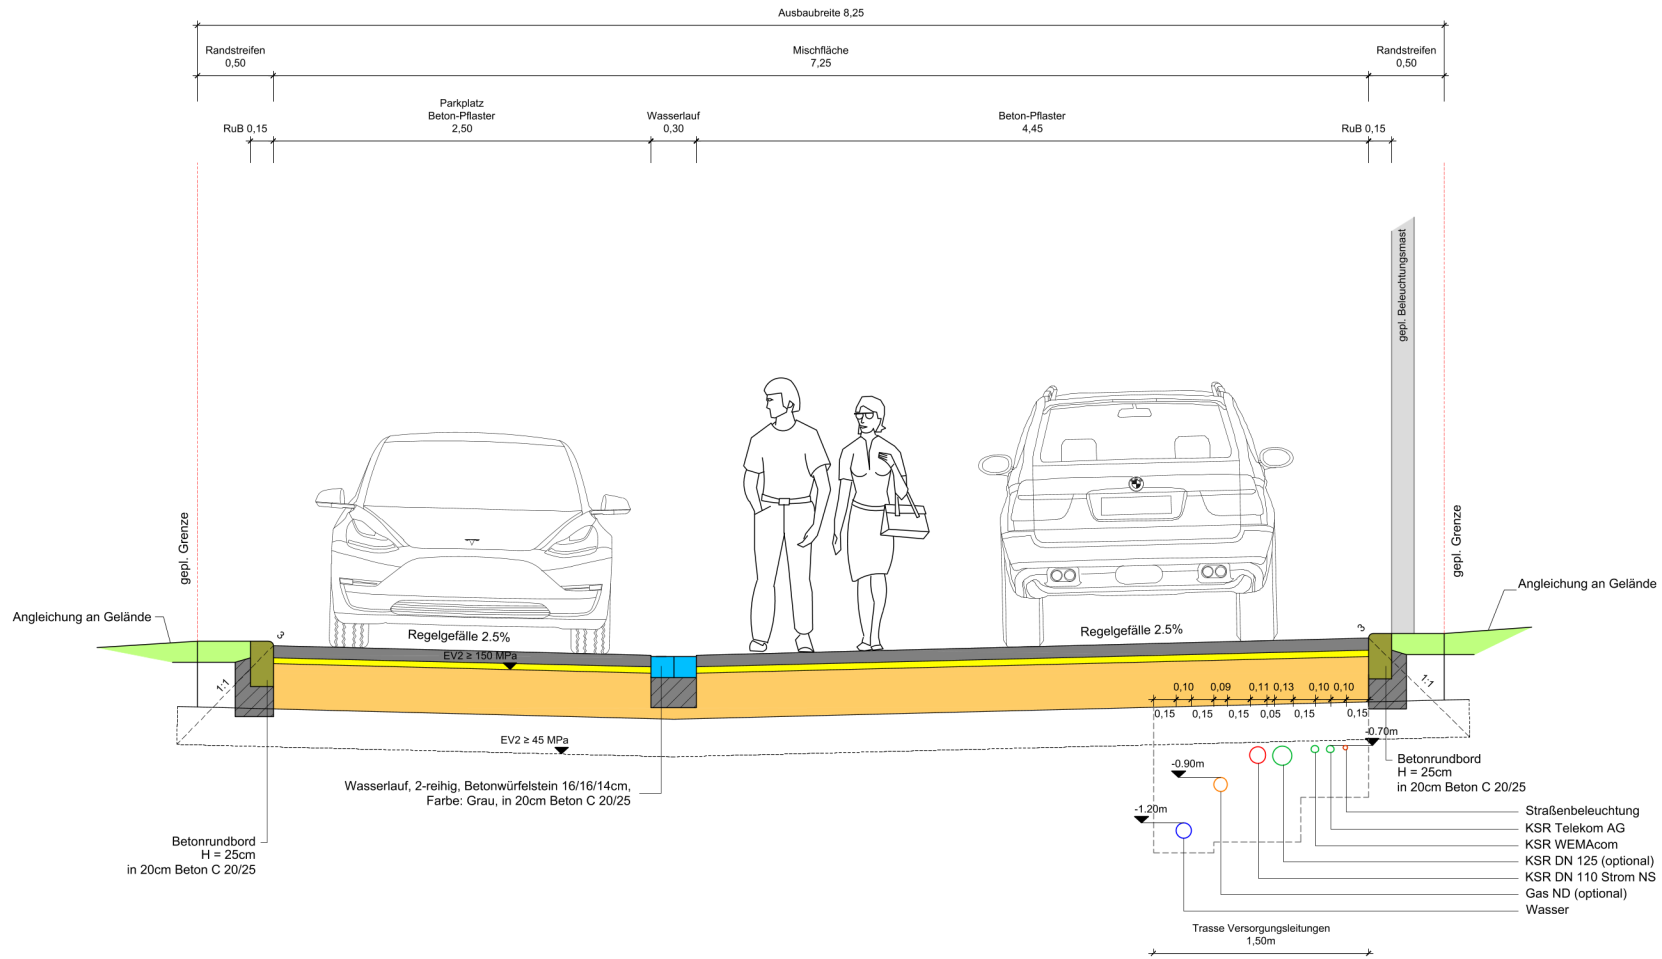 Ausbaubreite 8,25
Randstreifen
0,50
Mischfläche
7,25
Randstreifen
0,50
RuB 0,15
Parkplatz
Beton-Pflaster
2,50
Wasserlauf
0,30
Beton-Pflaster
4,45
RuB 0,15
gepl. Beleuchtungsmast
gepl. Grenze
gepl. Grenze
Angleichung an Gelände
Angleichung an Gelände
3
Regelgefälle 2.5%
Regelgefälle 2.5%
3
EV2 ≥ 150 MPa
1:1
1:1
0,10
0,09
0,11
0,13
0,10
0,10
0,15
0,15
0,15
0,05
0,15
0,15
EV2 ≥ 45 MPa
-0.70m
-0.90m
-1.20m
Wasserlauf, 2-reihig, Betonwürfelstein 16/16/14cm,
Farbe: Grau, in 20cm Beton C 20/25
Betonrundbord
H = 25cm
in 20cm Beton C 20/25
Betonrundbord
H = 25cm
in 20cm Beton C 20/25
Straßenbeleuchtung
KSR Telekom AG
KSR WEMAcom
KSR DN 125 (optional)
KSR DN 110 Strom NS
Gas ND (optional)
Wasser
Trasse Versorgungsleitungen
1,50m